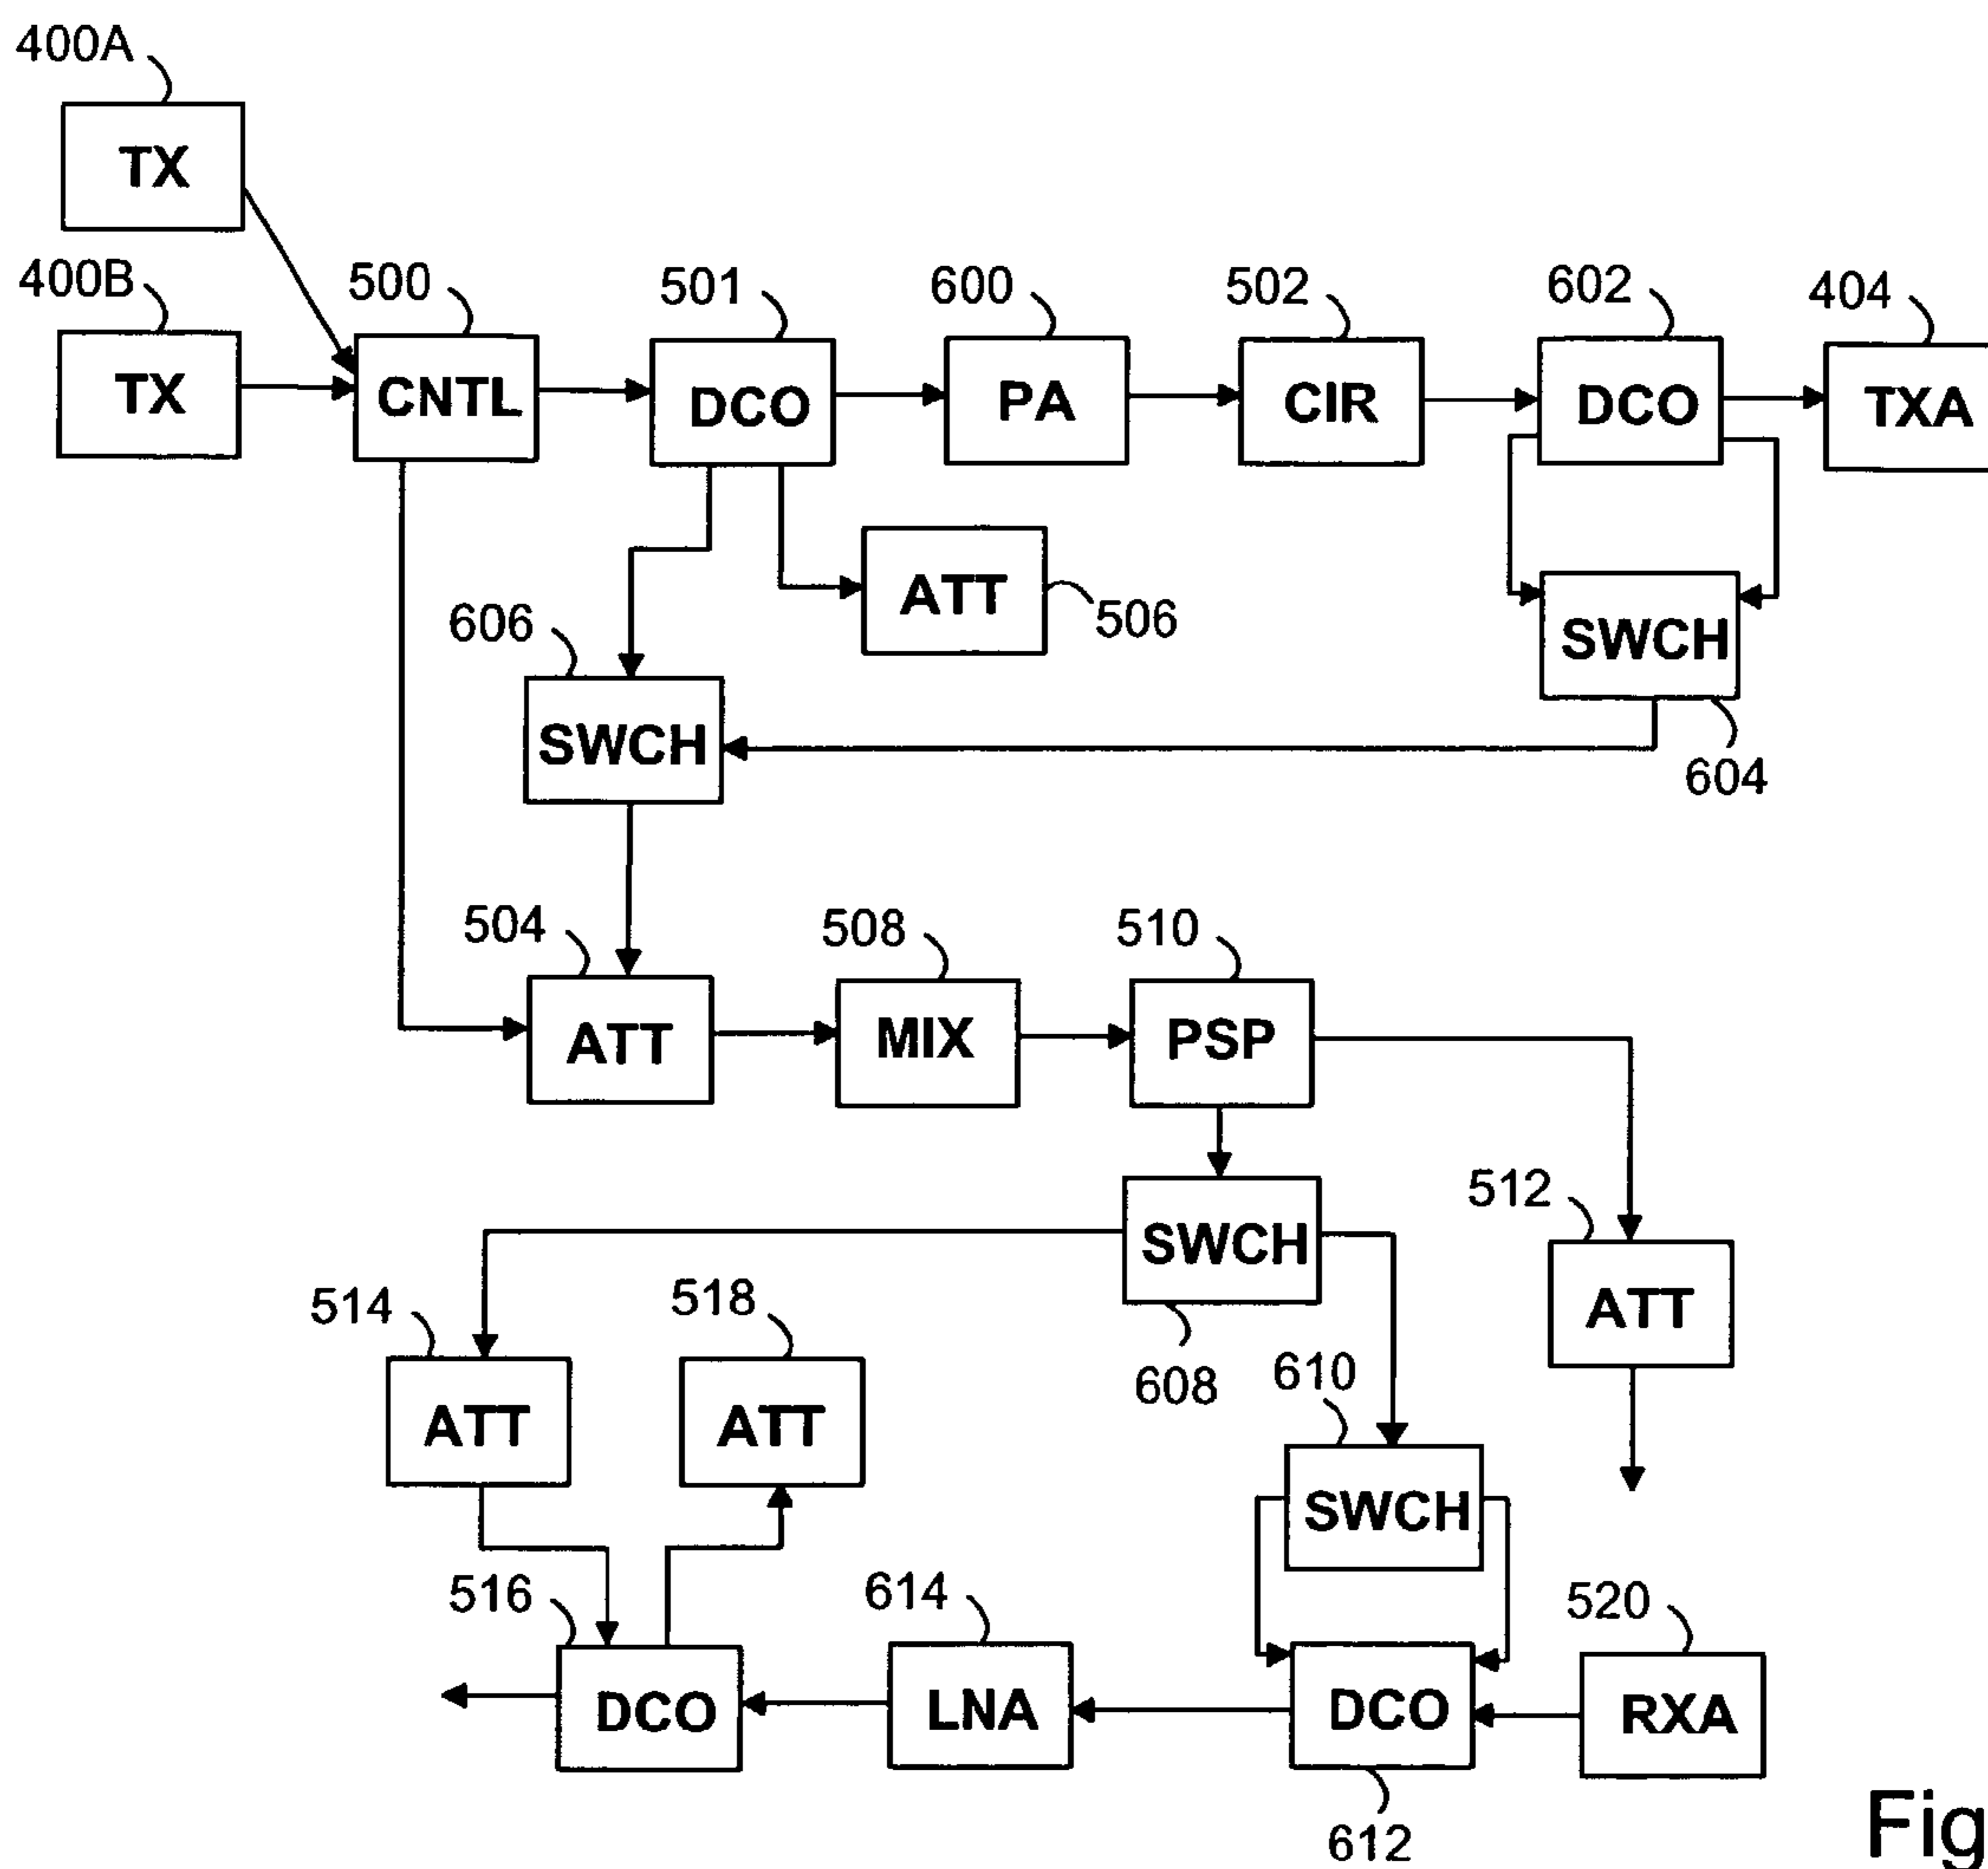 400A
TX
400B 500 501 600 502 602 404
TX CNTL DCO PA CIR DCO TXA
606 ATT 506
SWCH SWCH
604
504 508 510
ATT MIX PSP
512
SWCH
514 518 ATT
608 610
ATT ATT
SWCH
516 614 520
DCO LNA DCO RXA
612
Fig